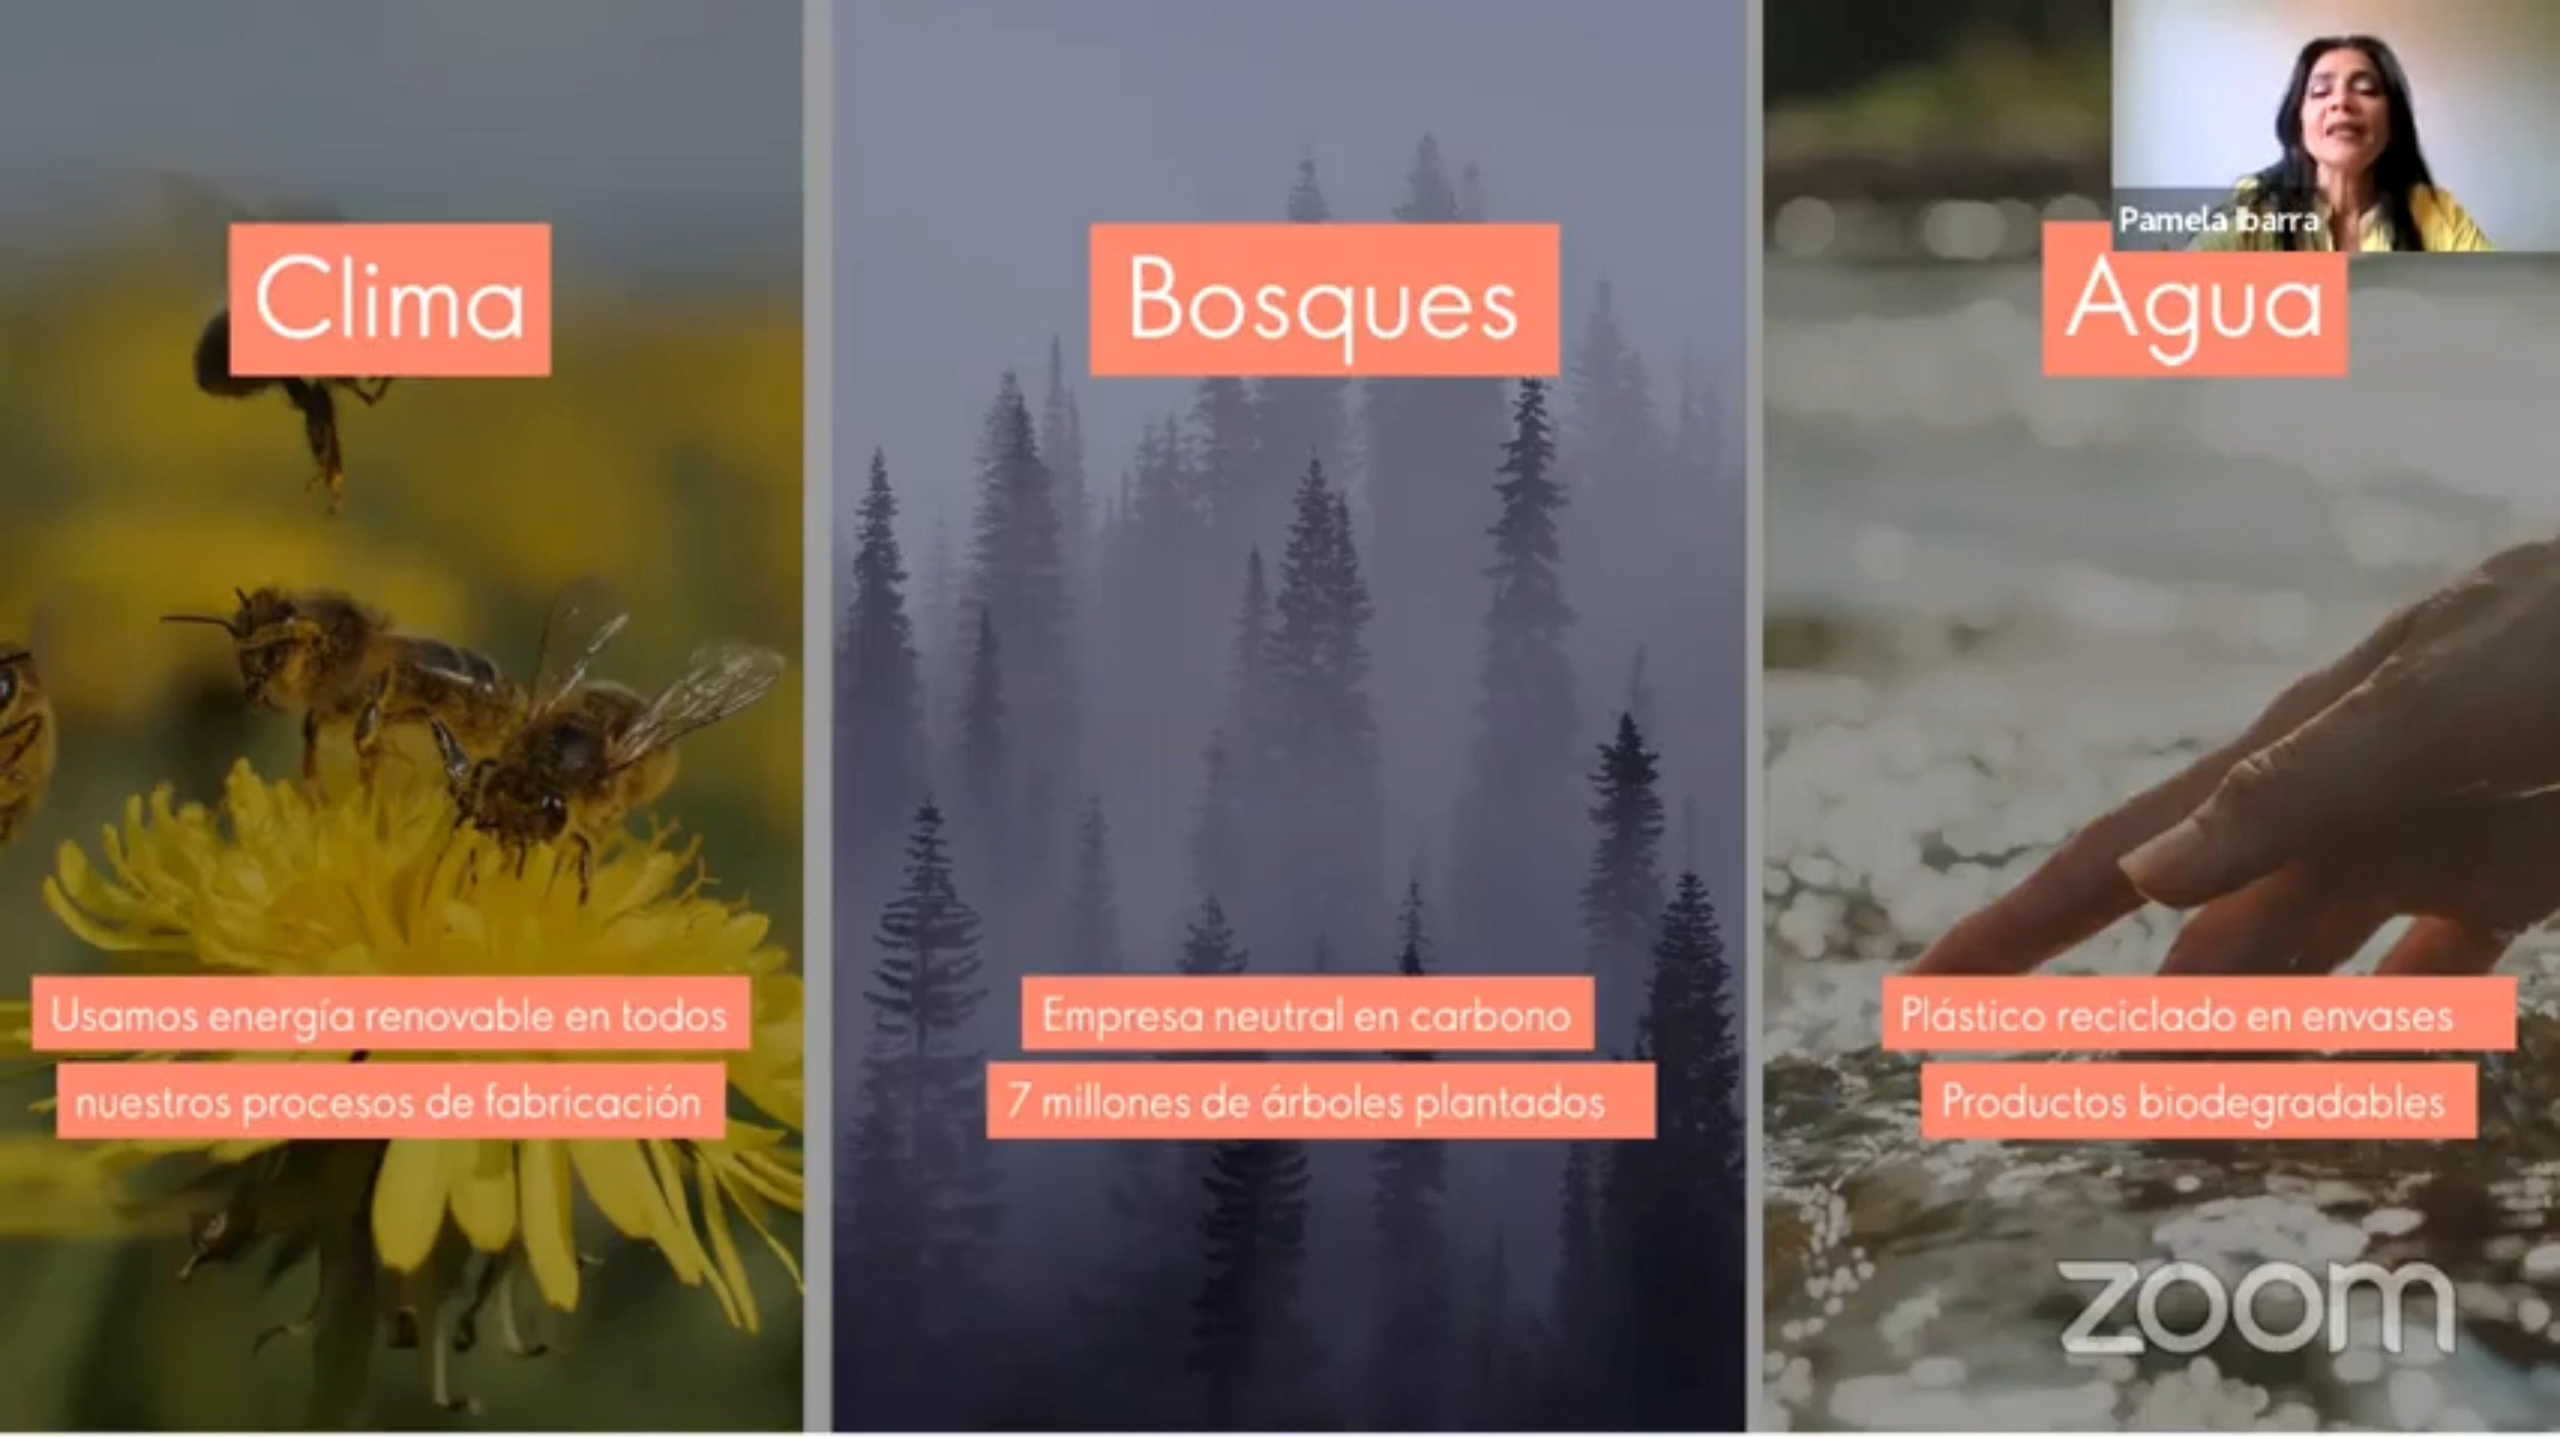 Pamela Ibarra
Clima
Usamos energía renovable en todos
nuestros procesos de fabricación
Bosques
Empresa neutral en carbono
7 millones de árboles plantados
Agua
Plástico reciclado en envases
Productos biodegradables
zoom